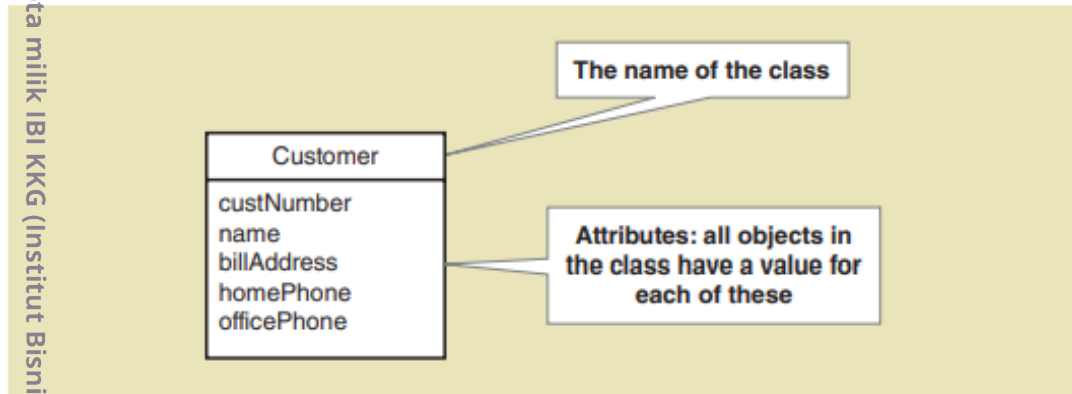 ta milik IBI KKG (Institut Bisni
The name of the class
Customer
custNumber
name
billAddress
homePhone
officePhone
Attributes: all objects in
the class have a value for
each of these